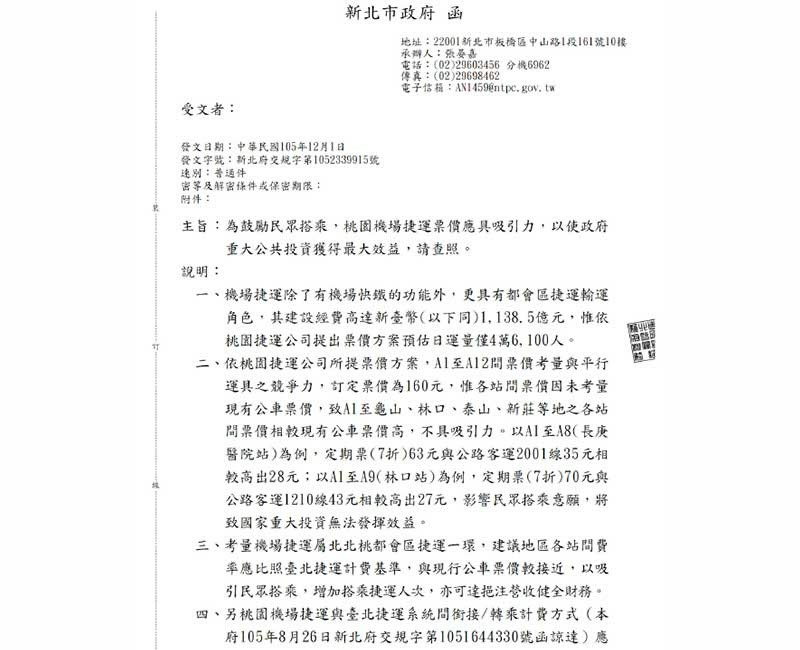 新北市政府 函
地址：22001新北市板橋區中山路1段161號10樓
承辦人：張晏嘉
電話：(02)29603456 分機6962
傳真：(02)29698462
電子信箱：AN1459@ntpc.gov.tw
受文者：
發文日期：中華民國105年12月1日
發文字號：新北府交規字第1052339915號
速別：普通件
密等及解密條件或保密期限：
附件：
裝
主旨：為鼓勵民眾搭乘，桃園機場捷運票價應具吸引力，以使政府
重大公共投資獲得最大效益，請查照。
說明：
一、機場捷運除了有機場快鐵的功能外，更具有都會區捷運輸運
角色，其建設經費高達新臺幣(以下同)1,138.5億元，惟依
桃園捷運公司提出票價方案預估日運量僅4萬6,100人。
訂
二、依桃園捷運公司所提票價方案，A1至A12間票價考量與平行
運具之競爭力，訂定票價為160元，惟各站間票價因未考量
現有公車票價，致A1至龜山、林口、泰山、新莊等地之各站
間票價相較現有公車票價高，不具吸引力。以A1至A8(長庚
醫院站)為例，定期票(7折)63元與公路客運2001線35元相
較高出28元；以A1至A9(林口站)為例，定期票(7折)70元與
線
公路客運1210線43元相較高出27元，影響民眾搭乘意願，將
致國家重大投資無法發揮效益。
三、考量機場捷運屬北北桃都會區捷運一環，建議地區各站間費
率應比照臺北捷運計費基準，與現行公車票價較接近，以吸
引民眾搭乘，增加搭乘捷運人次，亦可達挹注營收健全財務。
四、另桃園機場捷運與臺北捷運系統間銜接/轉乘計費方式（本
府105年8月26日新北府交規字第1051644330號函諒達）應